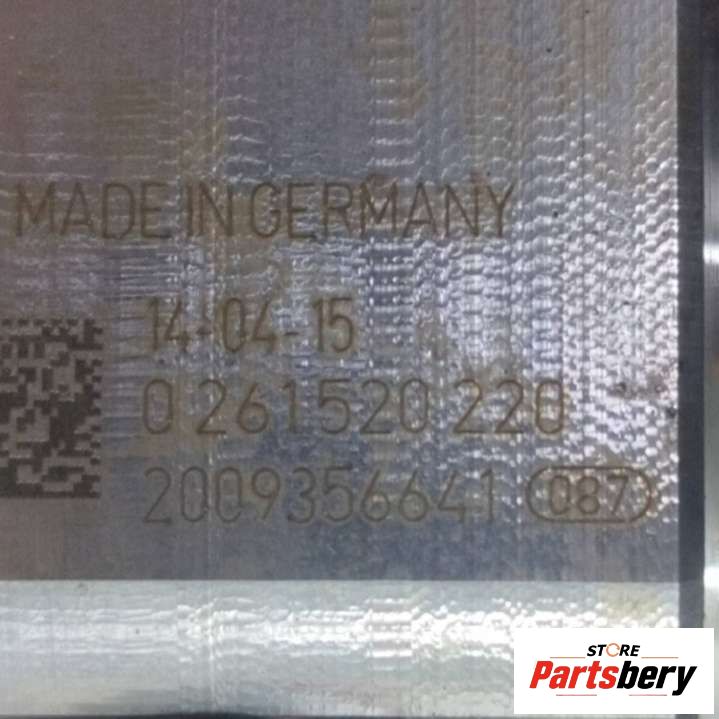 MADE IN GERMANY
14-04-15
0 261 520 220
2009356641 087
STORE
Partsbery